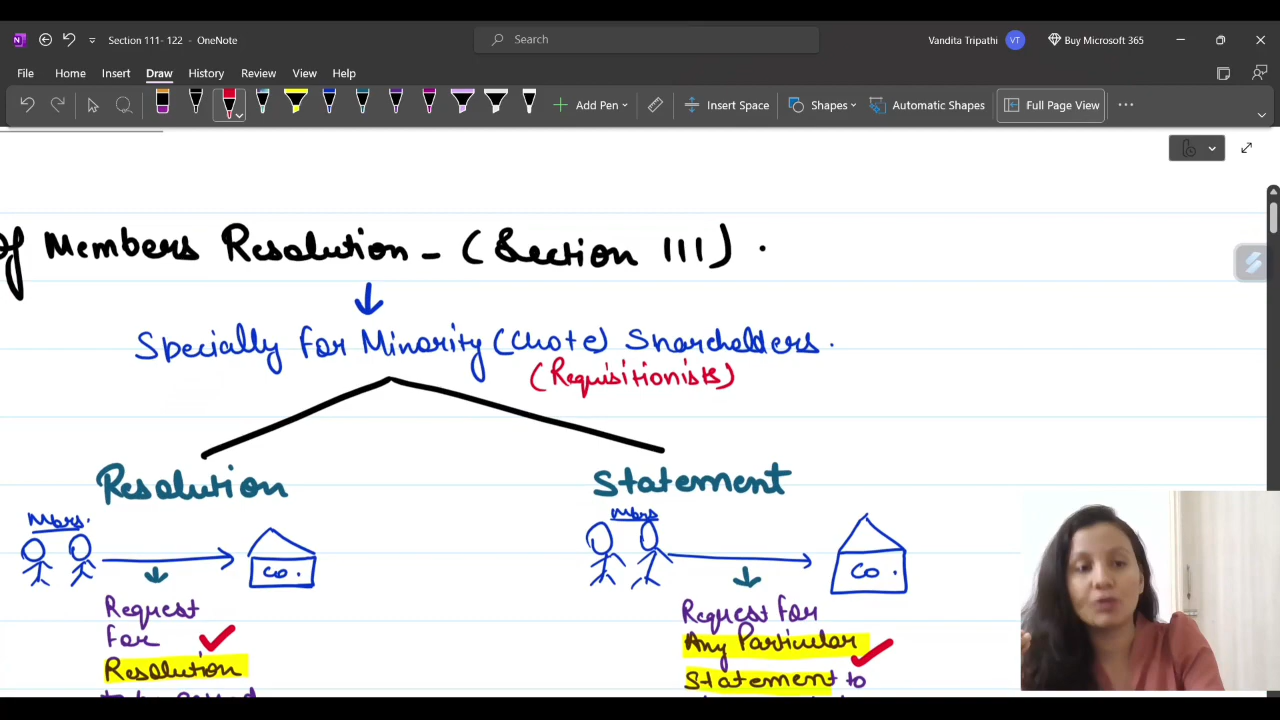 Section 111- 122 - OneNote
Search
Vandita Tripathi VT
Buy Microsoft 365
File Home Insert Draw History Review View Help
Add Pen Insert Space Shapes Automatic Shapes Full Page View
Of Members Resolution - (Section 111) .
Specially for Minority (Chote) Shareholders.
(Requisitionists)
Resolution Statement
Mbrs. Mbrs
CO. CO.
Request Request for
For Any Particular
Resolution Statement to